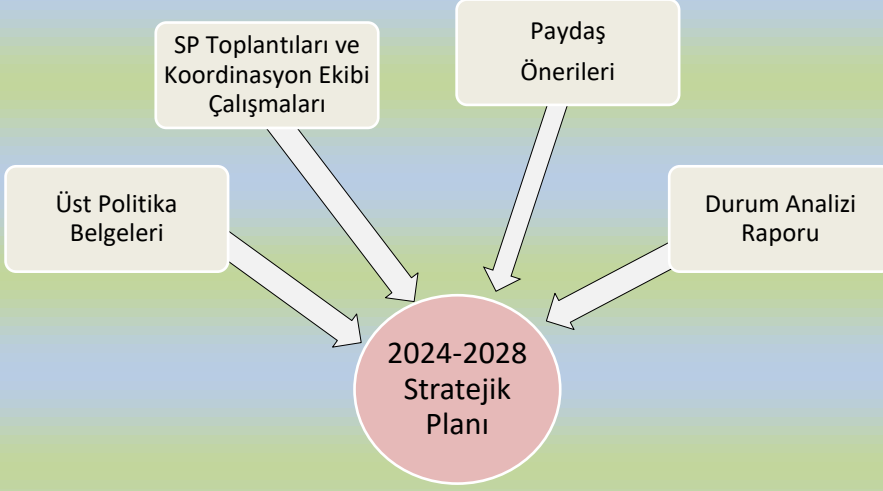 SP Toplantıları ve
Koordinasyon Ekibi
Çalışmaları
Paydaş
Önerileri
Üst Politika
Belgeleri
Durum Analizi
Raporu
2024-2028
Stratejik
Planı